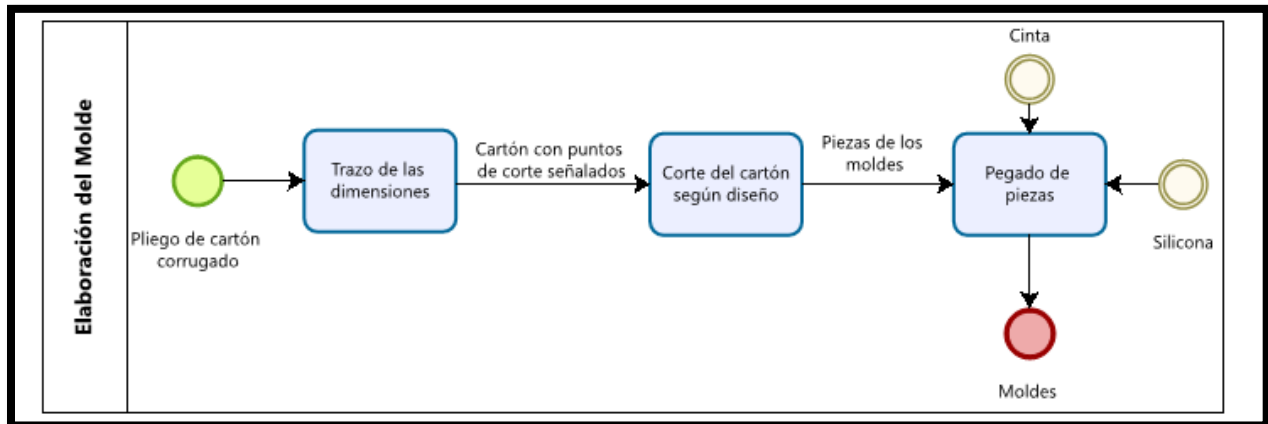 Elaboración del Molde
Pliego de cartón
corrugado
Trazo de las
dimensiones
Cartón con puntos
de corte señalados
Corte del cartón
según diseño
Piezas de los
moldes
Cinta
Pegado de
piezas
Silicona
Moldes